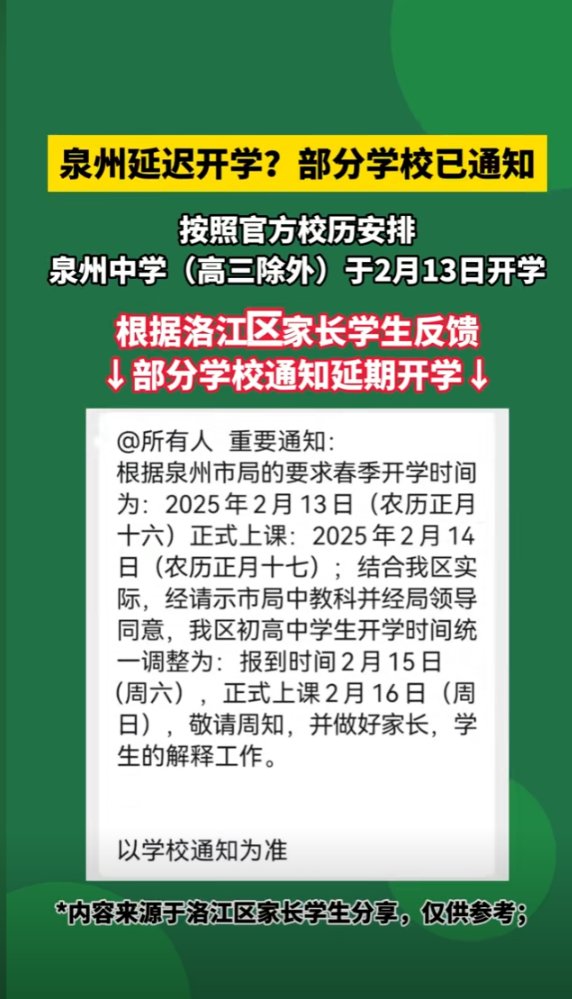 泉州延迟开学？部分学校已通知
按照官方校历安排
泉州中学（高三除外）于2月13日开学
根据洛江区家长学生反馈
↓部分学校通知延期开学↓
@所有人 重要通知：
根据泉州市局的要求春季开学时间
为：2025年2月13日（农历正月
十六）正式上课：2025年2月14
日（农历正月十七）；结合我区实
际，经请示市局中教科并经局领导
同意，我区初高中学生开学时间统
一调整为：报到时间2月15日
(周六），正式上课2月16日（周
日），敬请周知，并做好家长，学
生的解释工作。
以学校通知为准
*内容来源于洛江区家长学生分享，仅供参考；